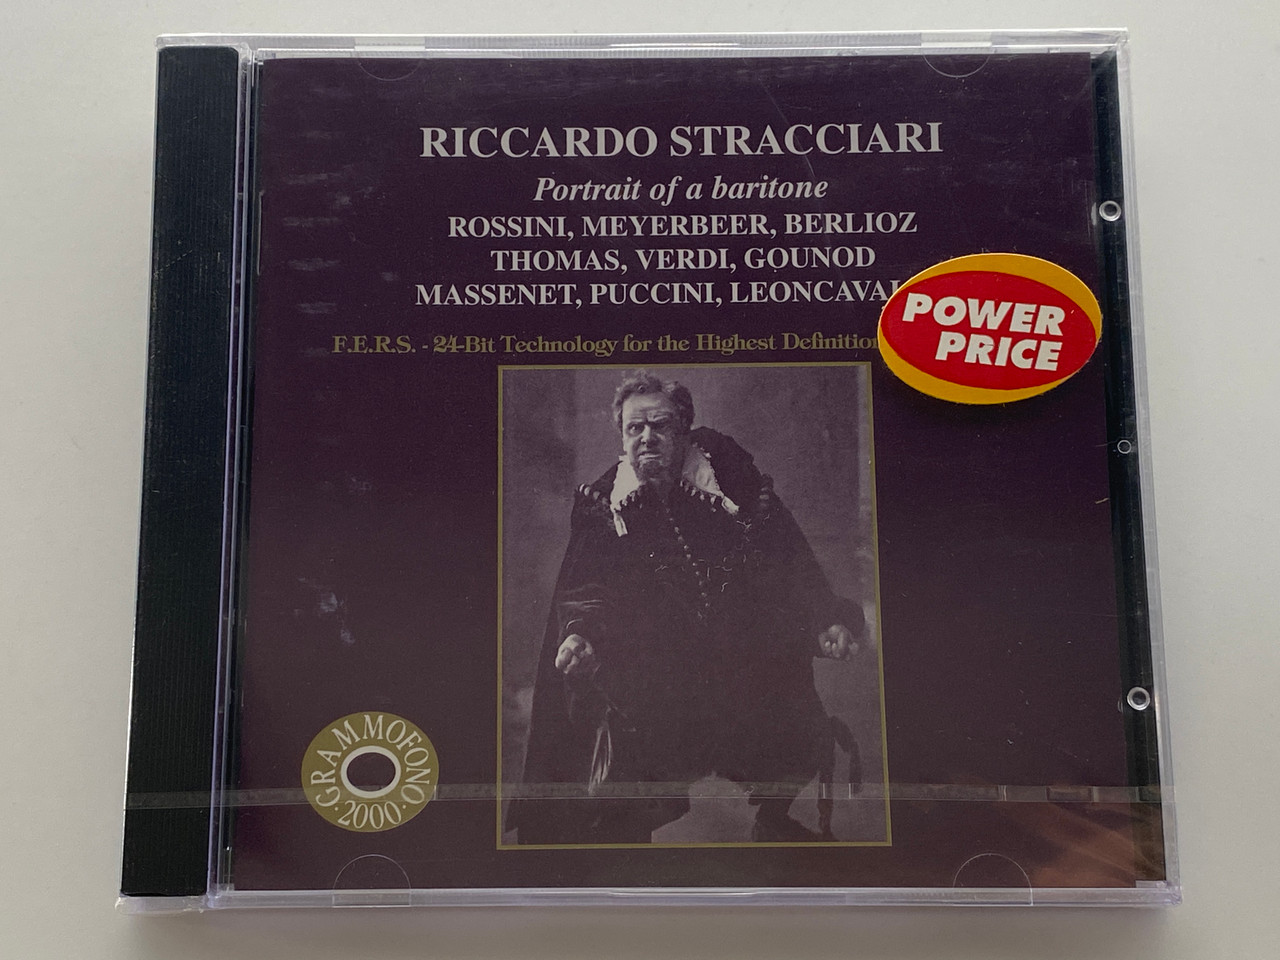 RICCARDO STRACCIARI
Portrait of a baritone
ROSSINI, MEYERBEER, BERLIOZ
THOMAS, VERDI, GOUNOD
MASSENET, PUCCINI,
POWER
PRICE
F.E.R.S. - 24-Bit Technology for the Highest Definition
GRAMMOFONO
· 2000 ·